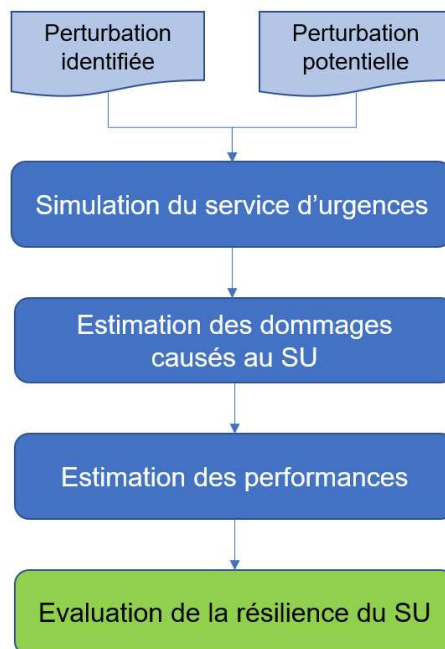 Perturbation
identifiée
Perturbation
potentielle
Simulation du service d'urgences
Estimation des dommages
causés au SU
Estimation des performances
Evaluation de la résilience du SU